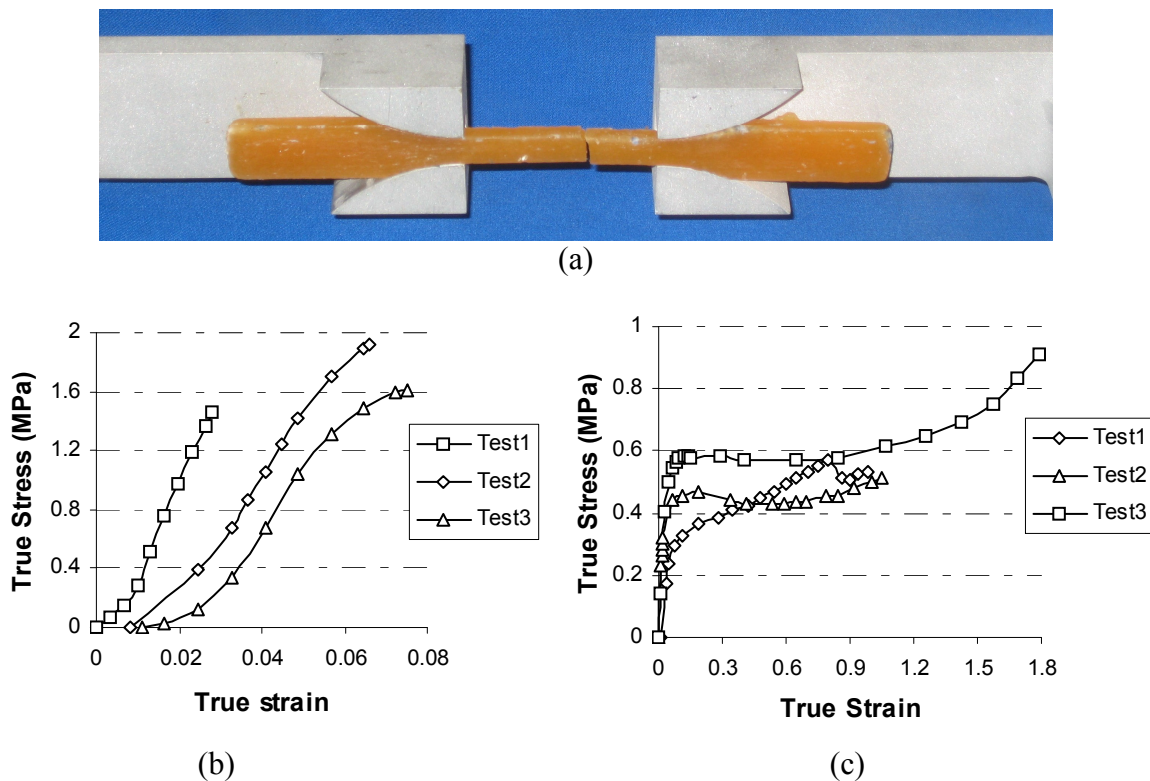 (a)
True Stress (MPa)
2
1.6
1.2
0.8
0.4
0
0
0.02
0.04
0.06
0.08
True strain
Test1
Test2
Test3
(b)
True Stress (MPa)
1
0.8
0.6
0.4
0.2
0
0
0.3
0.6
0.9
1.2
1.5
1.8
True Strain
Test1
Test2
Test3
(c)